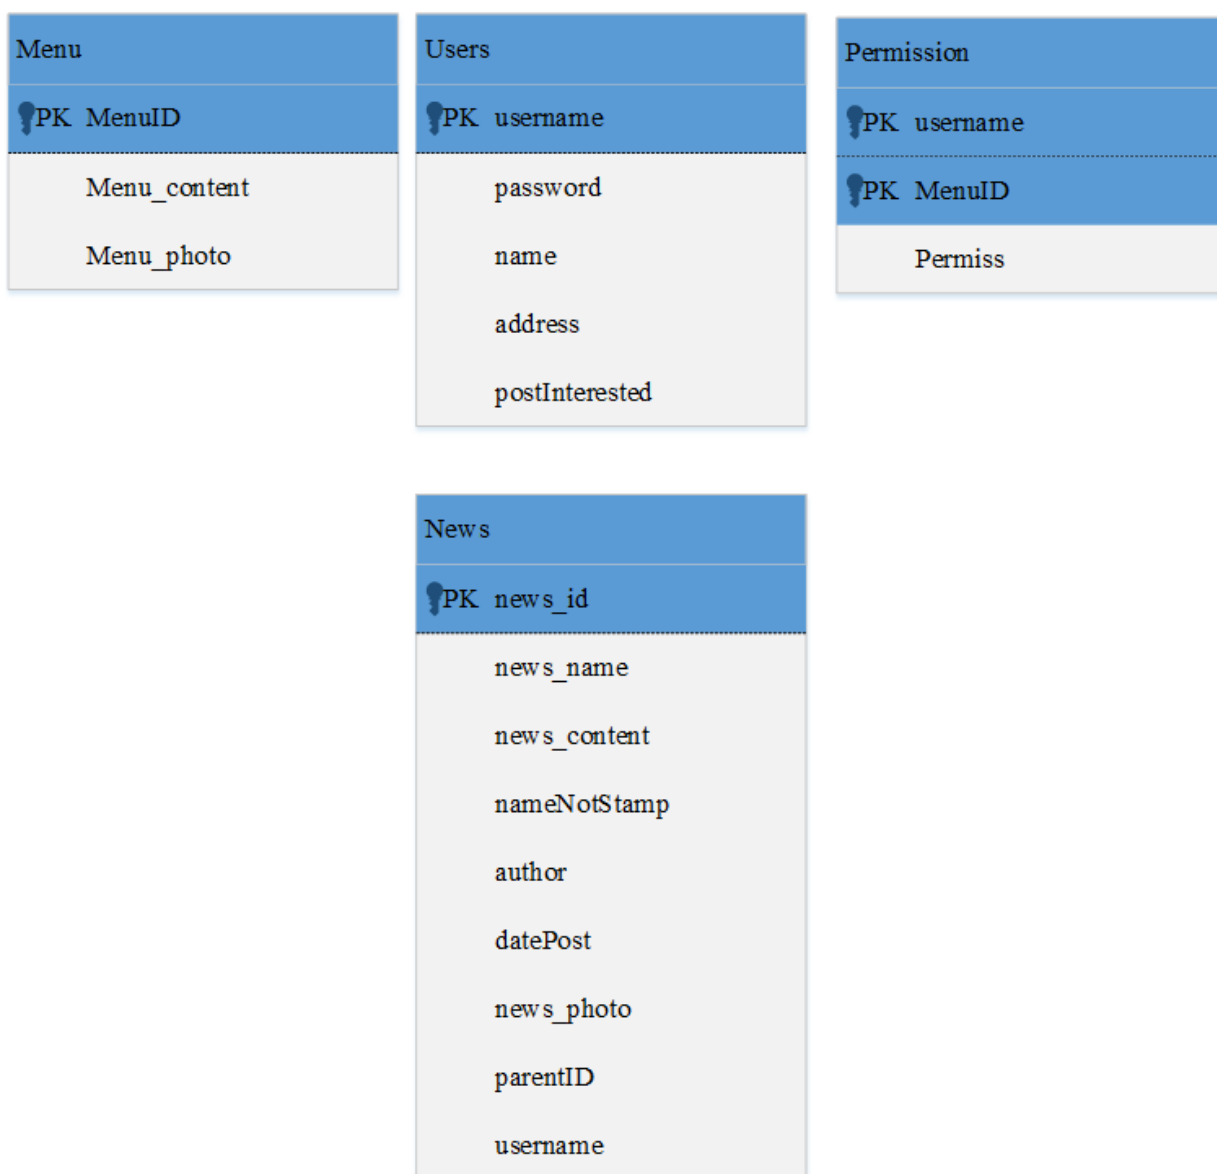 Menu
PK MenuID
Menu_content
Menu_photo
Users
PK username
password
name
address
postInterested
Permission
PK username
PK MenuID
Permiss
News
PK news_id
news_name
news_content
nameNotStamp
author
datePost
news_photo
parentID
username